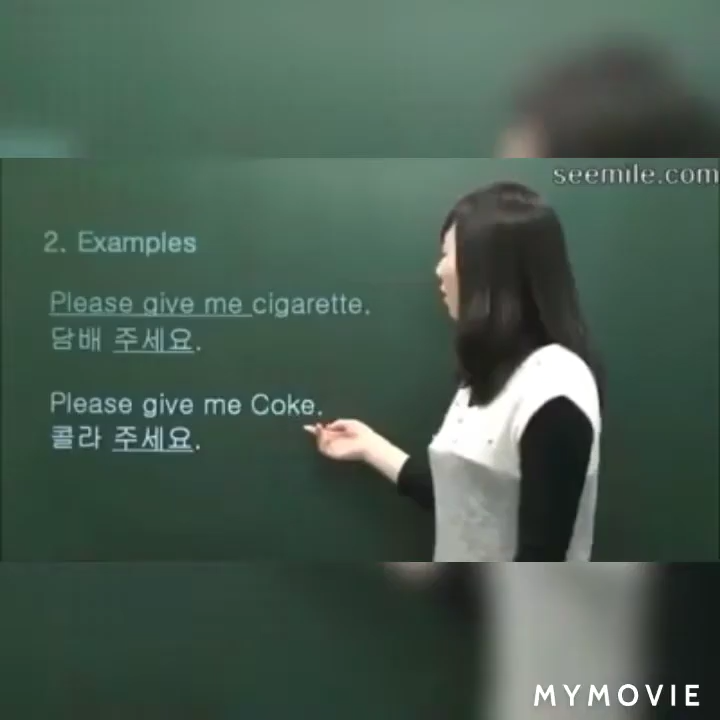 seemile.com
2. Examples
Please give me cigarette.
담배 주세요.
Please give me Coke.
콜라 주세요.
MYMOVIE